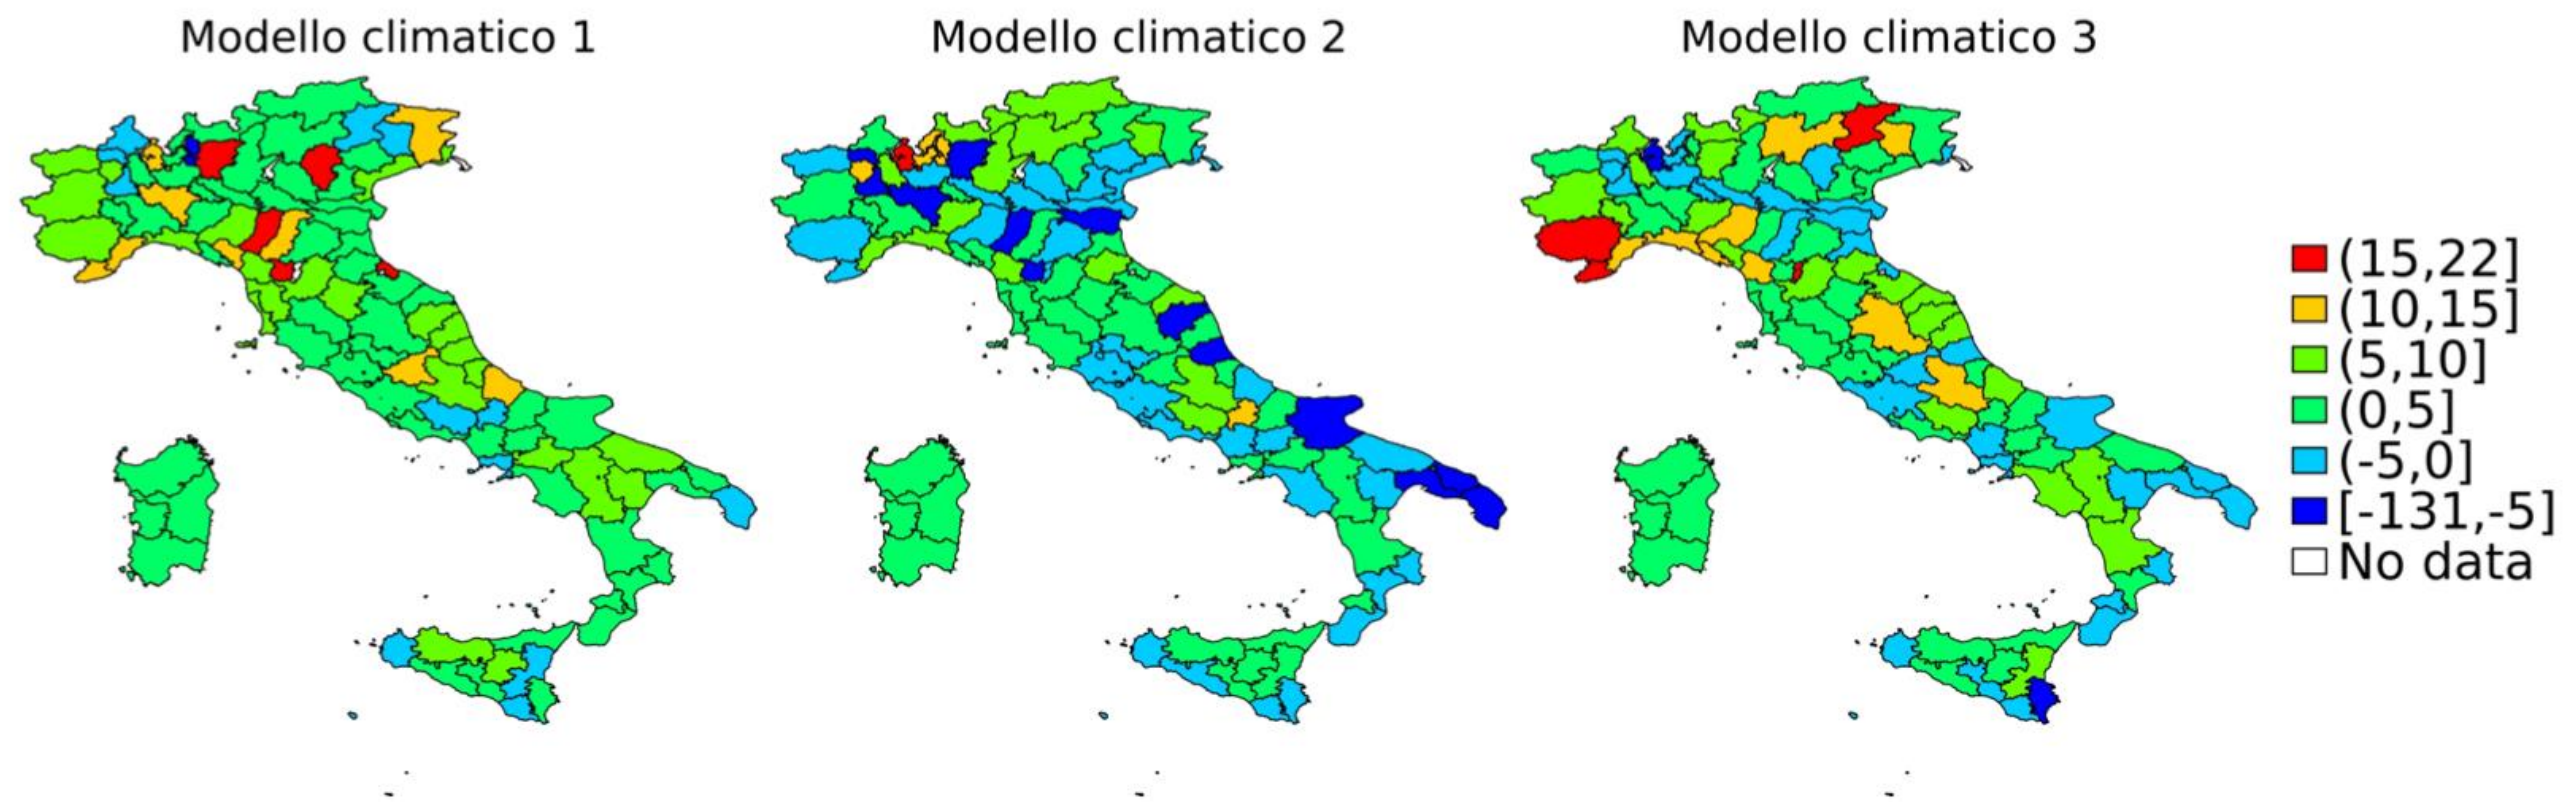 Modello climatico 1
Modello climatico 2
Modello climatico 3
(15,22]
(10,15]
(5,10]
(0,5]
(-5,0]
[-131,-5]
No data